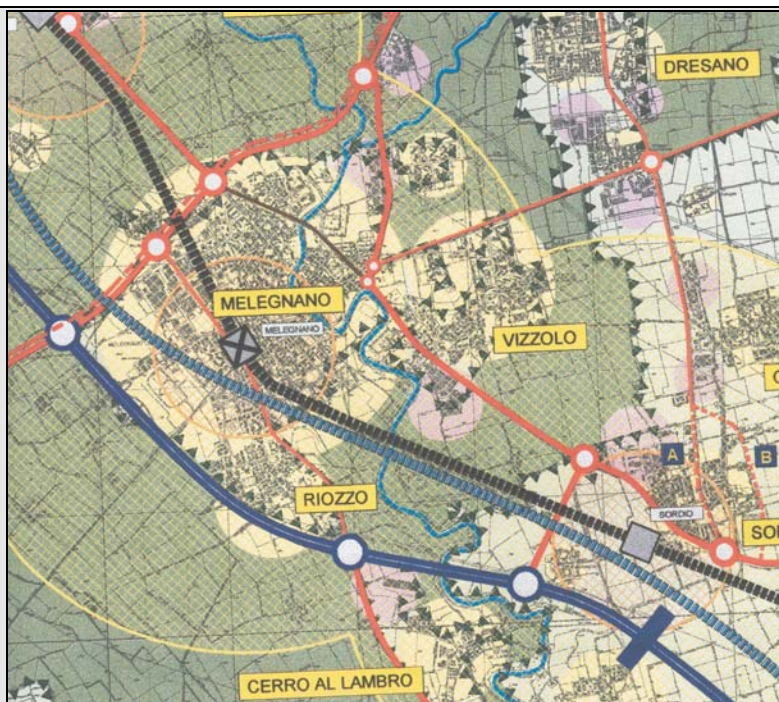 DRESANO
MELEGNANO
MELEGNANO
VIZZOLO
A
B
RIOZZO
SORDIO
CERRO AL LAMBRO